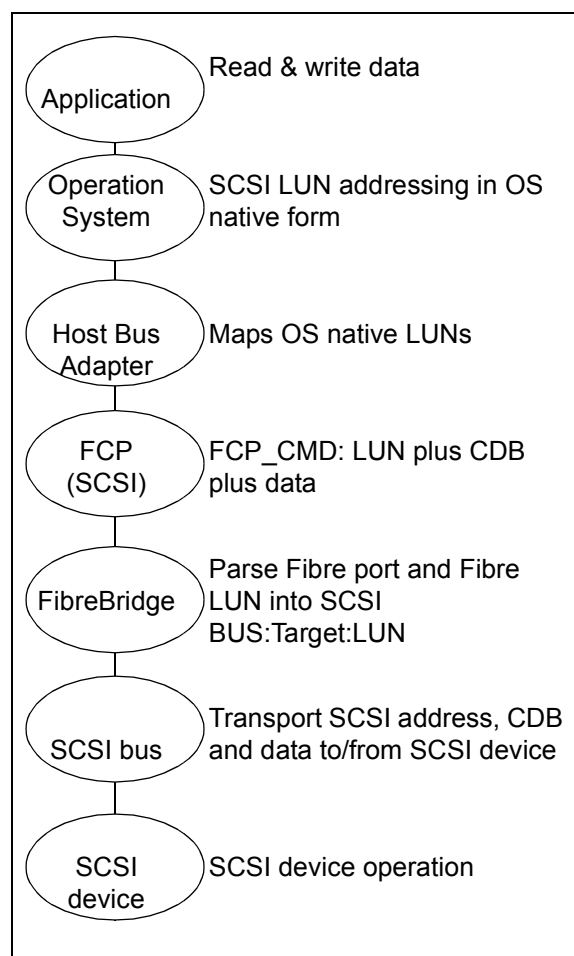 Application
Read & write data
Operation
System
SCSI LUN addressing in OS
native form
Host Bus
Adapter
Maps OS native LUNs
FCP
(SCSI)
FCP_CMD: LUN plus CDB
plus data
FibreBridge
Parse Fibre port and Fibre
LUN into SCSI
BUS:Target:LUN
SCSI bus
Transport SCSI address, CDB
and data to/from SCSI device
SCSI
device
SCSI device operation